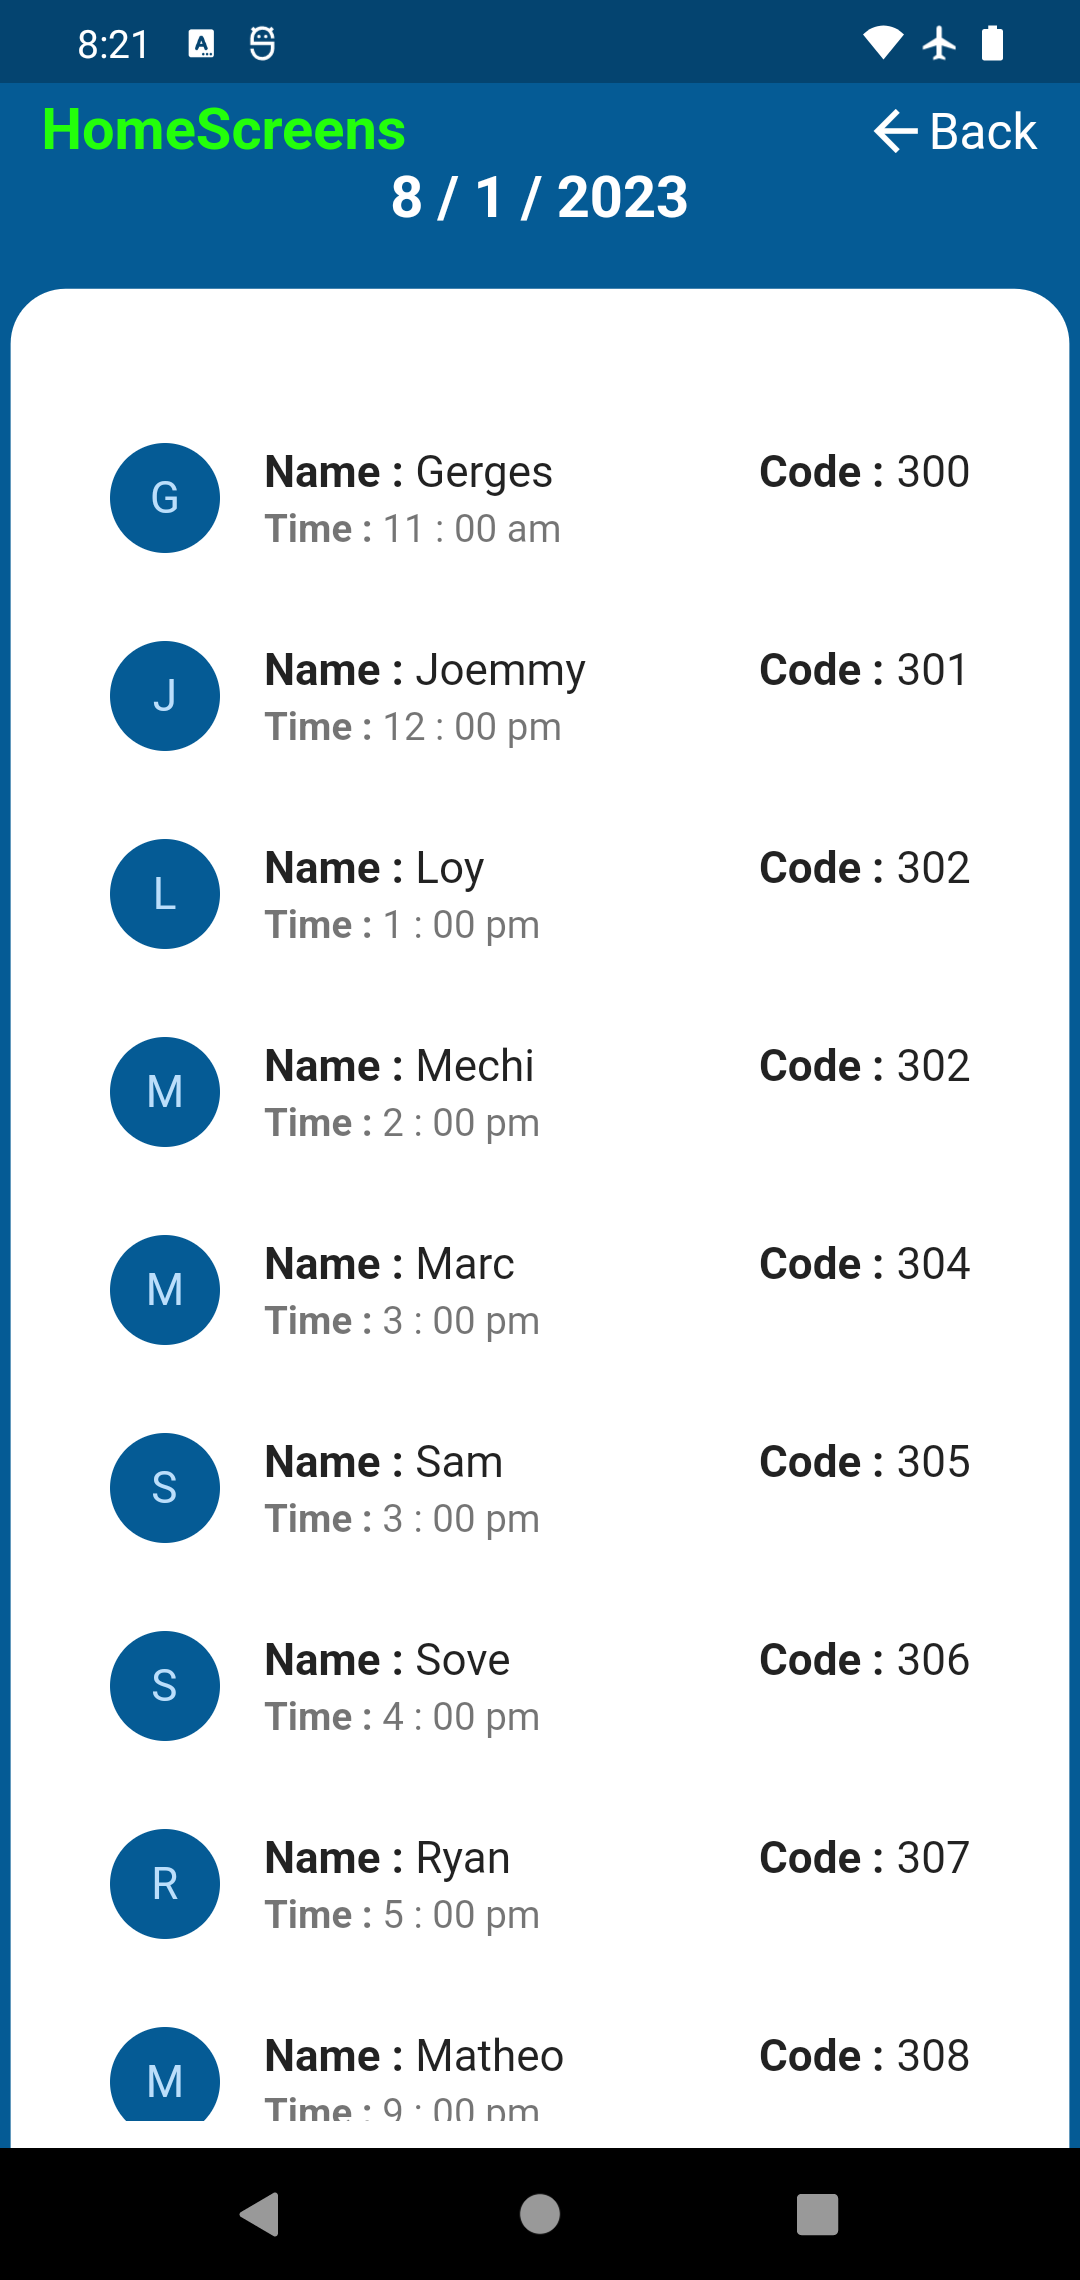 8:21
HomeScreens
Back
8 / 1 / 2023
G
Name : Gerges
Code : 300
Time : 11 : 00 am
J
Name : Joemmy
Code : 301
Time : 12 : 00 pm
L
Name : Loy
Code : 302
Time : 1 : 00 pm
M
Name : Mechi
Code : 302
Time : 2 : 00 pm
M
Name : Marc
Code : 304
Time : 3 : 00 pm
S
Name : Sam
Code : 305
Time : 3 : 00 pm
S
Name : Sove
Code : 306
Time : 4 : 00 pm
R
Name : Ryan
Code : 307
Time : 5 : 00 pm
M
Name : Matheo
Code : 308
Time : 9 : 00 pm